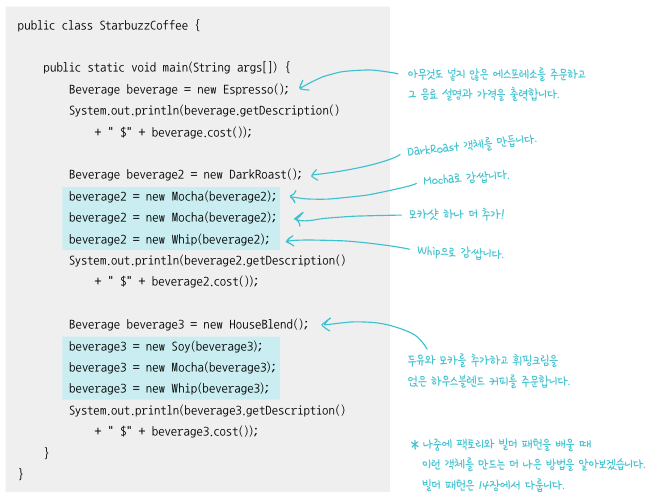 public class StarbuzzCoffee {
public static void main(String args[]) {
Beverage beverage = new Espresso();
System.out.println(beverage.getDescription()
+ " $" + beverage.cost());
Beverage beverage2 = new DarkRoast();
beverage2 = new Mocha(beverage2);
beverage2 = new Mocha(beverage2);
beverage2 = new Whip(beverage2);
System.out.println(beverage2.getDescription()
+ " $" + beverage2.cost());
Beverage beverage3 = new HouseBlend();
beverage3 = new Soy(beverage3);
beverage3 = new Mocha(beverage3);
beverage3 = new Whip(beverage3);
System.out.println(beverage3.getDescription()
+ " $" + beverage3.cost());
}
}
아무것도 넣지 않은 에스프레소를 주문하고
그 음료 설명과 가격을 출력합니다.
DarkRoast 객체를 만듭니다.
Mocha로 감쌉니다.
모카샷 하나 더 추가!
Whip으로 감쌉니다.
두유와 모카를 추가하고 휘핑크림을
얹은 하우스블렌드 커피를 주문합니다.
* 나중에 팩토리와 빌더 패턴을 배울 때
이런 객체를 만드는 더 나은 방법을 알아보겠습니다.
빌더 패턴은 14장에서 다룹니다.